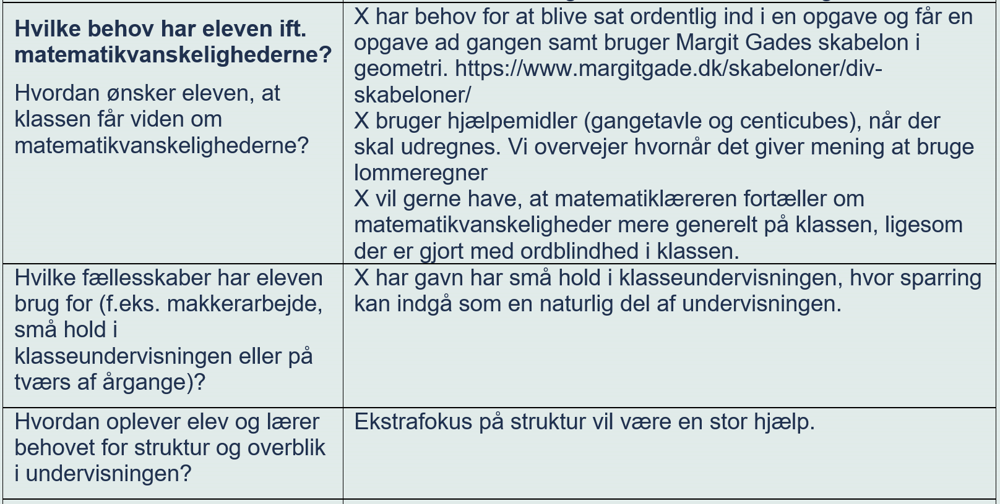 Hvilke behov har eleven ift.
matematikvanskelighederne?
Hvordan ønsker eleven, at
klassen får viden om
matematikvanskelighederne?
X har behov for at blive sat ordentlig ind i en opgave og får en
opgave ad gangen samt bruger Margit Gades skabelon i
geometri. https://www.margitgade.dk/skabeloner/div-
skabeloner/
X bruger hjælpemidler (gangetavle og centicubes), når der
skal udregnes. Vi overvejer hvornår det giver mening at bruge
lommeregner
X vil gerne have, at matematiklæreren fortæller om
matematikvanskeligheder mere generelt på klassen, ligesom
der er gjort med ordblindhed i klassen.
Hvilke fællesskaber har eleven
brug for (f.eks. makkerarbejde,
små hold i
klasseundervisningen eller på
tværs af årgange)?
X har gavn har små hold i klasseundervisningen, hvor sparring
kan indgå som en naturlig del af undervisningen.
Hvordan oplever elev og lærer
behovet for struktur og overblik
i undervisningen?
Ekstrafokus på struktur vil være en stor hjælp.